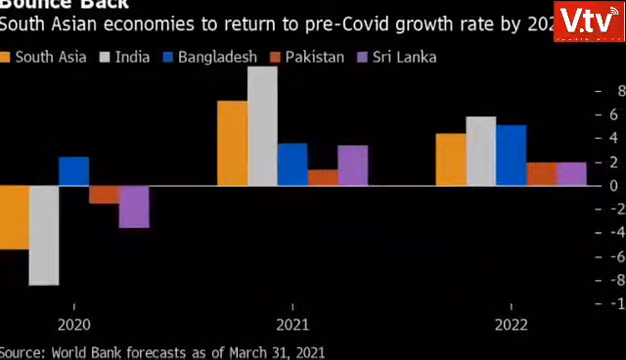 Bounce Back
South Asian economies to return to pre-Covid growth rate by
V.tv
South Asia India Bangladesh Pakistan Sri Lanka
8
6
4
2
0
-2
-4
-6
-8
2020 2021 2022
Source: World Bank forecasts as of March 31, 2021